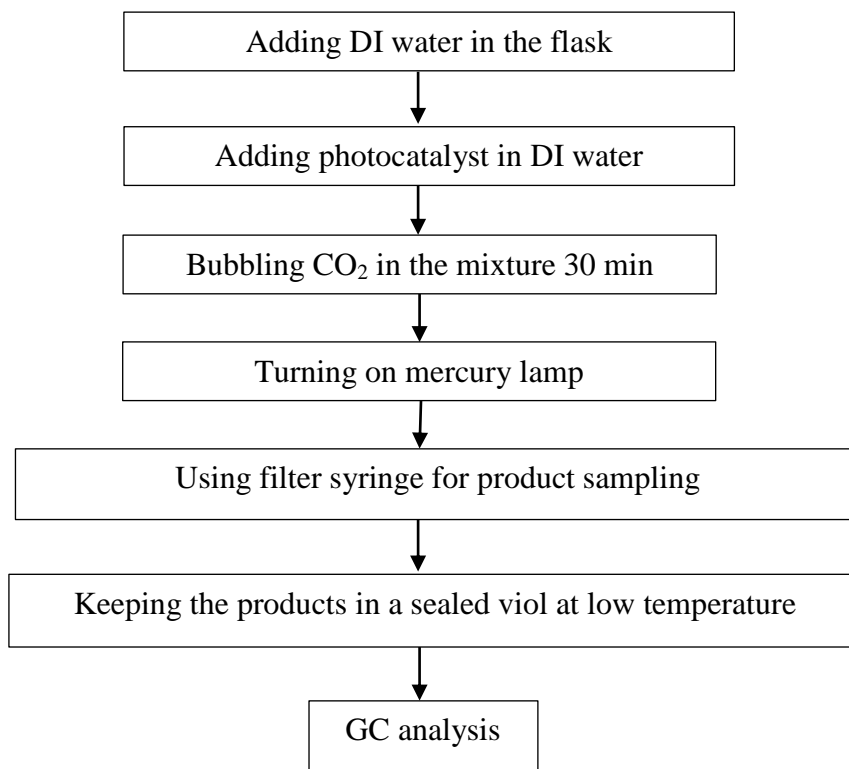 Adding DI water in the flask
Adding photocatalyst in DI water
Bubbling CO₂ in the mixture 30 min
Turning on mercury lamp
Using filter syringe for product sampling
Keeping the products in a sealed viol at low temperature
GC analysis